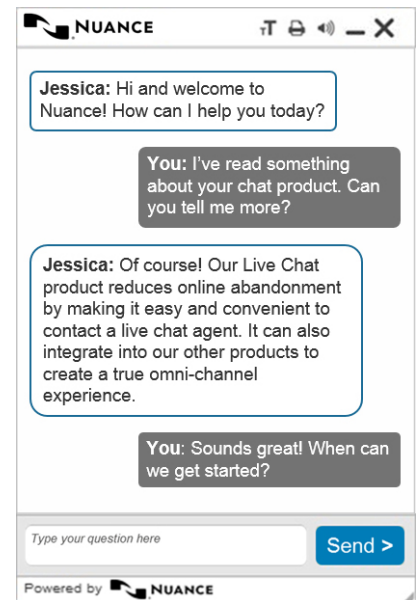 NUANCE
TT
Jessica: Hi and welcome to
Nuance! How can I help you today?
You: I’ve read something
about your chat product. Can
you tell me more?
Jessica: Of course! Our Live Chat
product reduces online abandonment
by making it easy and convenient to
contact a live chat agent. It can also
integrate into our other products to
create a true omni-channel
experience.
You: Sounds great! When can
we get started?
Type your question here
Send >
Powered by NUANCE